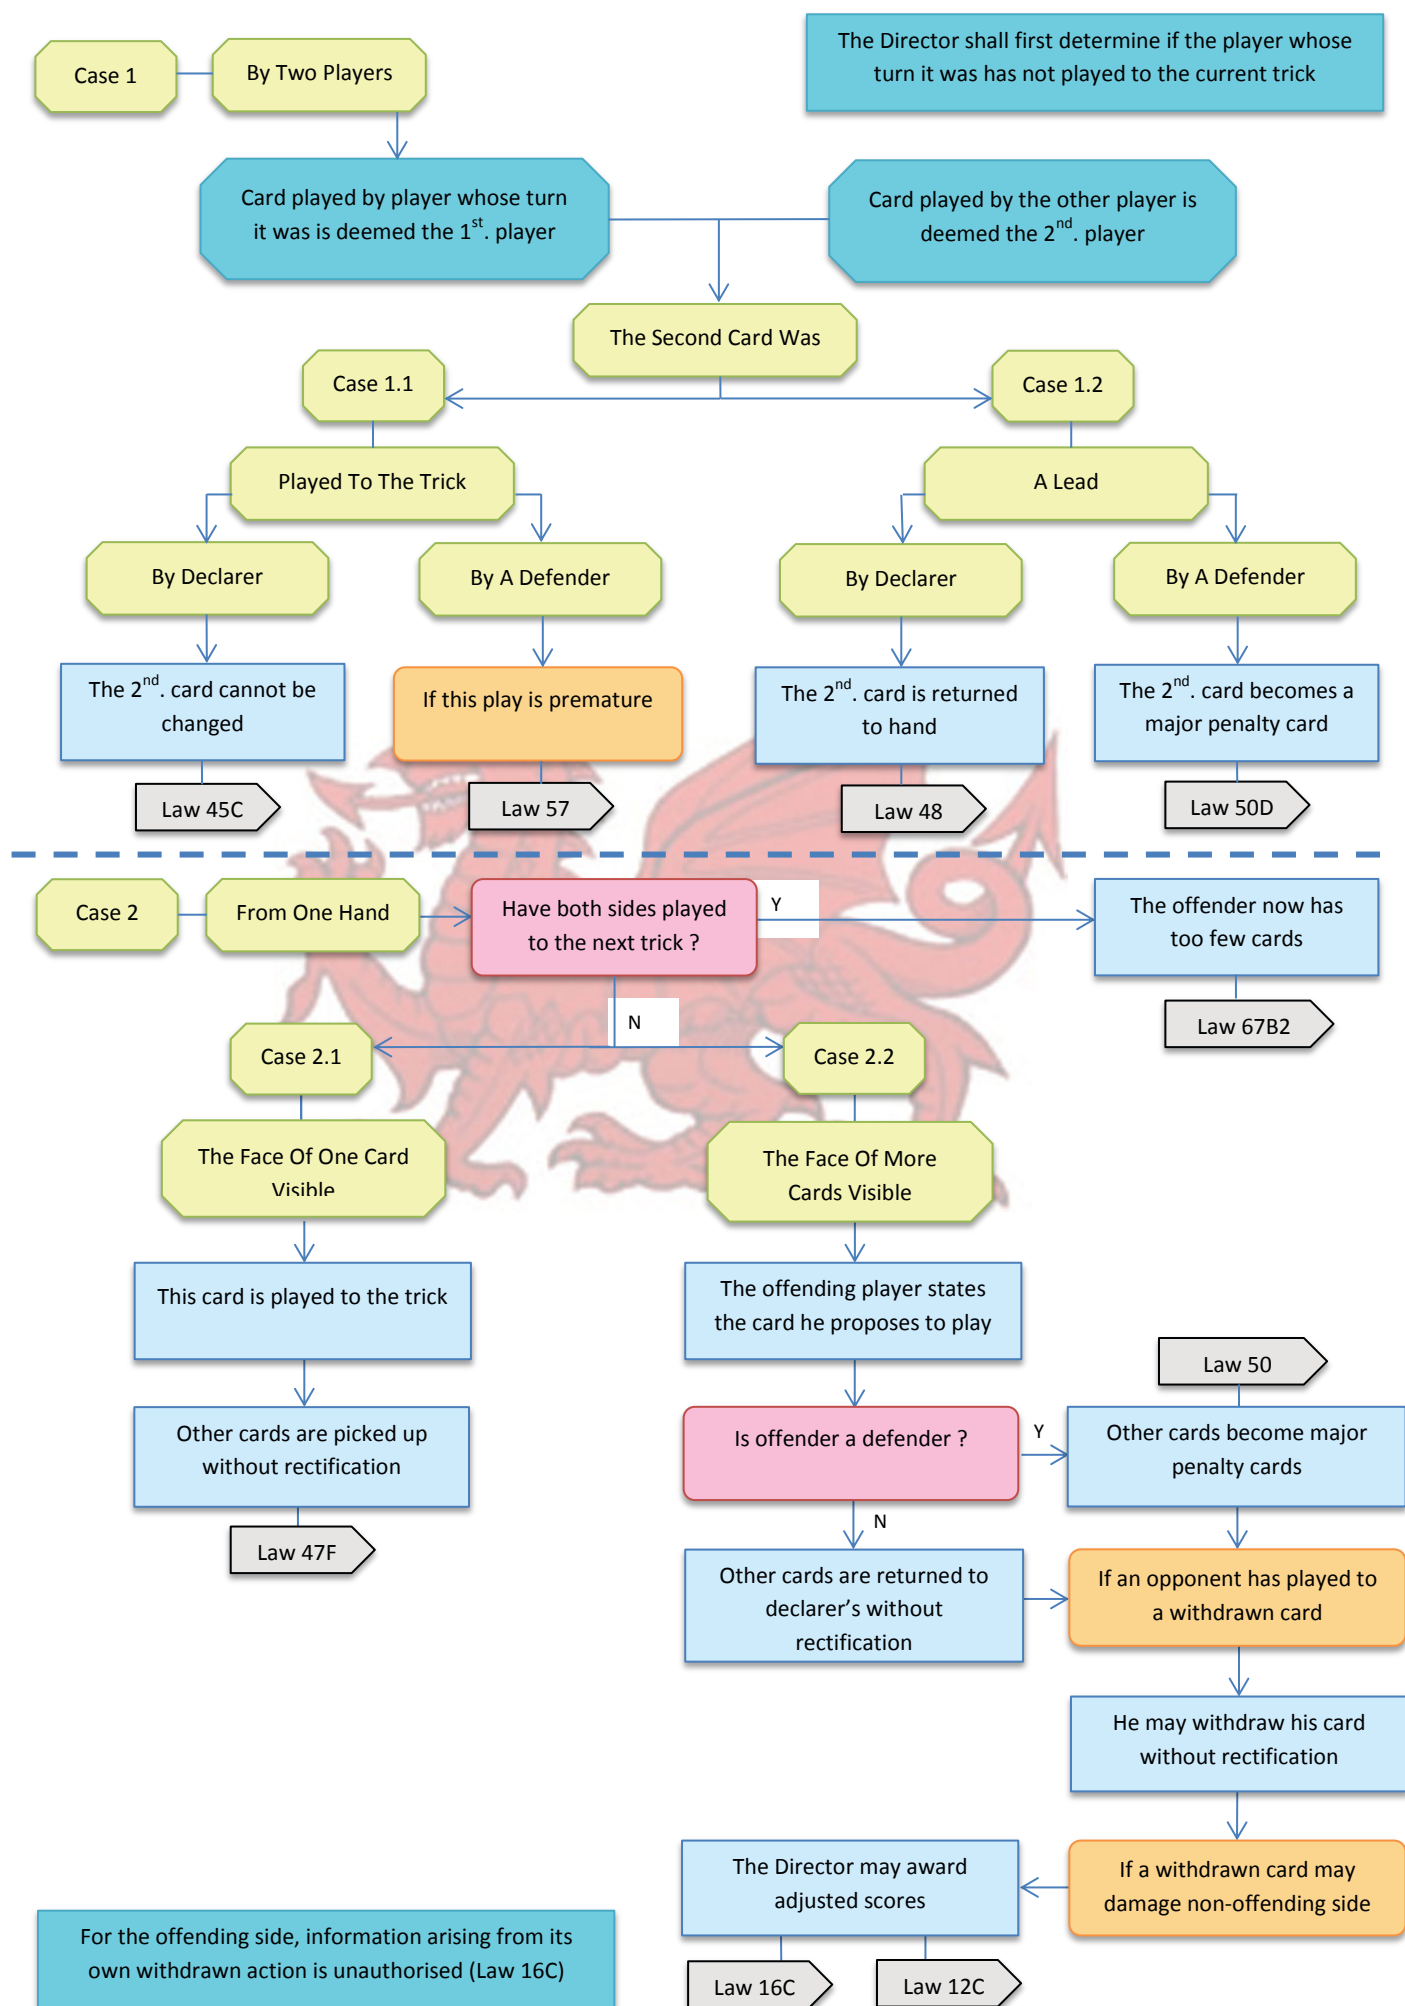 The Director shall first determine if the player whose
turn it was has not played to the current trick
Case 1
By Two Players
Card played by player whose turn
it was is deemed the 1st. player
Card played by the other player is
deemed the 2nd. player
The Second Card Was
Case 1.1
Case 1.2
Played To The Trick
A Lead
By Declarer
By A Defender
By Declarer
By A Defender
The 2nd. card cannot be
changed
If this play is premature
The 2nd. card is returned
to hand
The 2nd. card becomes a
major penalty card
Law 45C
Law 57
Law 48
Law 50D
Case 2
From One Hand
Have both sides played
to the next trick ?
Y
The offender now has
too few cards
N
Law 67B2
Case 2.1
Case 2.2
The Face Of One Card
Visible
The Face Of More
Cards Visible
This card is played to the trick
The offending player states
the card he proposes to play
Law 50
Other cards are picked up
without rectification
Is offender a defender ?
Y
Other cards become major
penalty cards
N
Law 47F
Other cards are returned to
declarer's without
rectification
If an opponent has played to
a withdrawn card
He may withdraw his card
without rectification
The Director may award
adjusted scores
If a withdrawn card may
damage non-offending side
For the offending side, information arising from its
own withdrawn action is unauthorised (Law 16C)
Law 16C
Law 12C